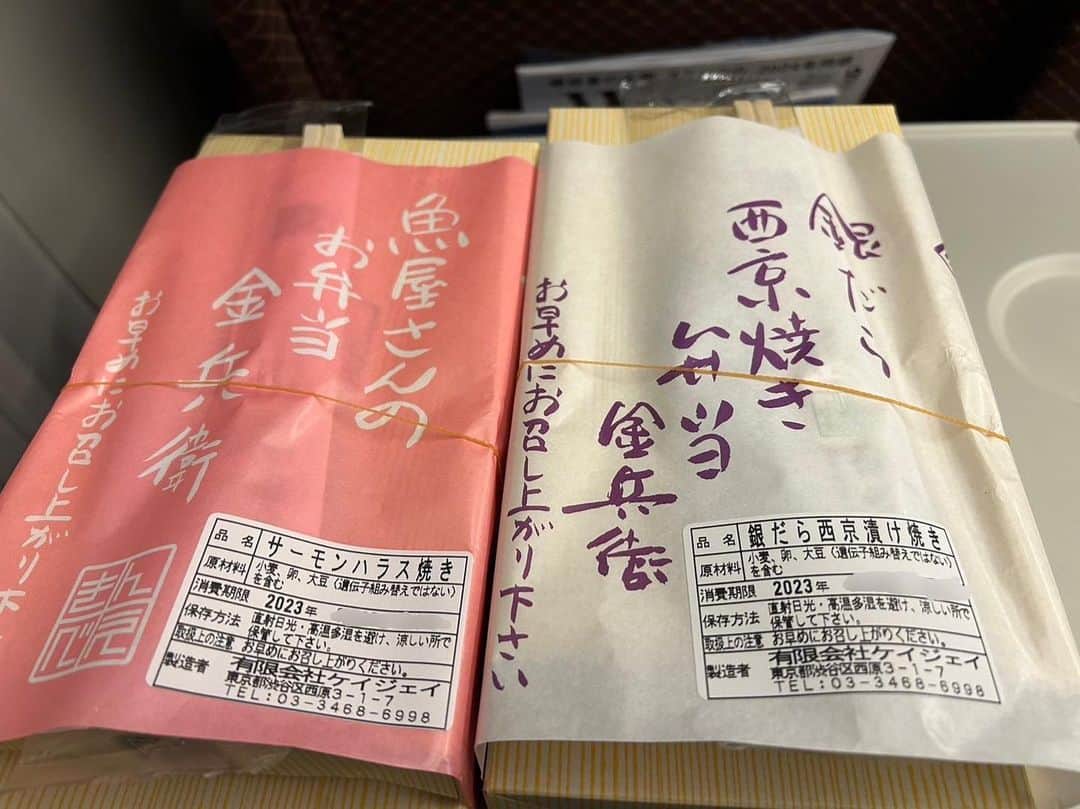 魚屋さんの
お弁当
金兵衛
お早めにお召し上がり下
きんべえ
品名 サーモンハラス焼き
原材料 小麦、卵、大豆(遺伝子組み替えではない)
を含む
消費期限 2023年
保存方法 直射日光・高温多湿を避け、涼しい所で
保管して下さい。
取扱上の注意 お早めにお召し上がりください。
製造者 有限会社ケイジェイ
東京都渋谷区西原3-1-7
TEL:03-3468-6998
銀だら
西京焼き
弁当
金兵衛
お早めにお召し上がり下さい
品名 銀だら西京漬け焼き
原材料 小麦、卵、大豆(遺伝子組み替えではない)
を含む
消費期限 2023年
保存方法 直射日光・高温多湿を避け、涼しい所で
保管して下さい。
取扱上の注意 お早めにお召し上がりください。
製造者 有限会社ケイジェイ
東京都渋谷区西原3-1-7
TEL:03-3468-6998